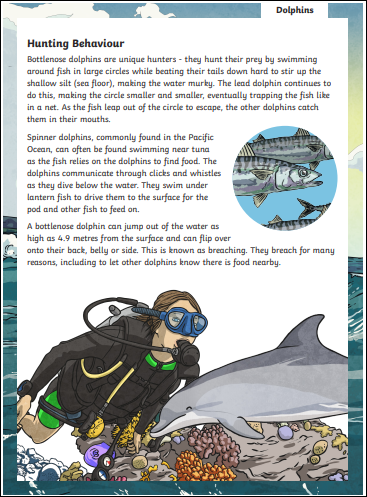 Dolphins
Hunting Behaviour
Bottlenose dolphins are unique hunters - they hunt their prey by swimming
around fish in large circles while beating their tails down hard to stir up the
shallow silt (sea floor), making the water murky. The lead dolphin continues to
do this, making the circle smaller and smaller, eventually trapping the fish like
in a net. As the fish leap out of the circle to escape, the other dolphins catch
them in their mouths.
Spinner dolphins, commonly found in the Pacific
Ocean, can often be found swimming near tuna
as the fish relies on the dolphins to find food. The
dolphins communicate through clicks and whistles
as they dive below the water. They swim under
lantern fish to drive them to the surface for the
pod and other fish to feed on.
A bottlenose dolphin can jump out of the water as
high as 4.9 metres from the surface and can flip over
onto their back, belly or side. This is known as breaching. They breach for many
reasons, including to let other dolphins know there is food nearby.